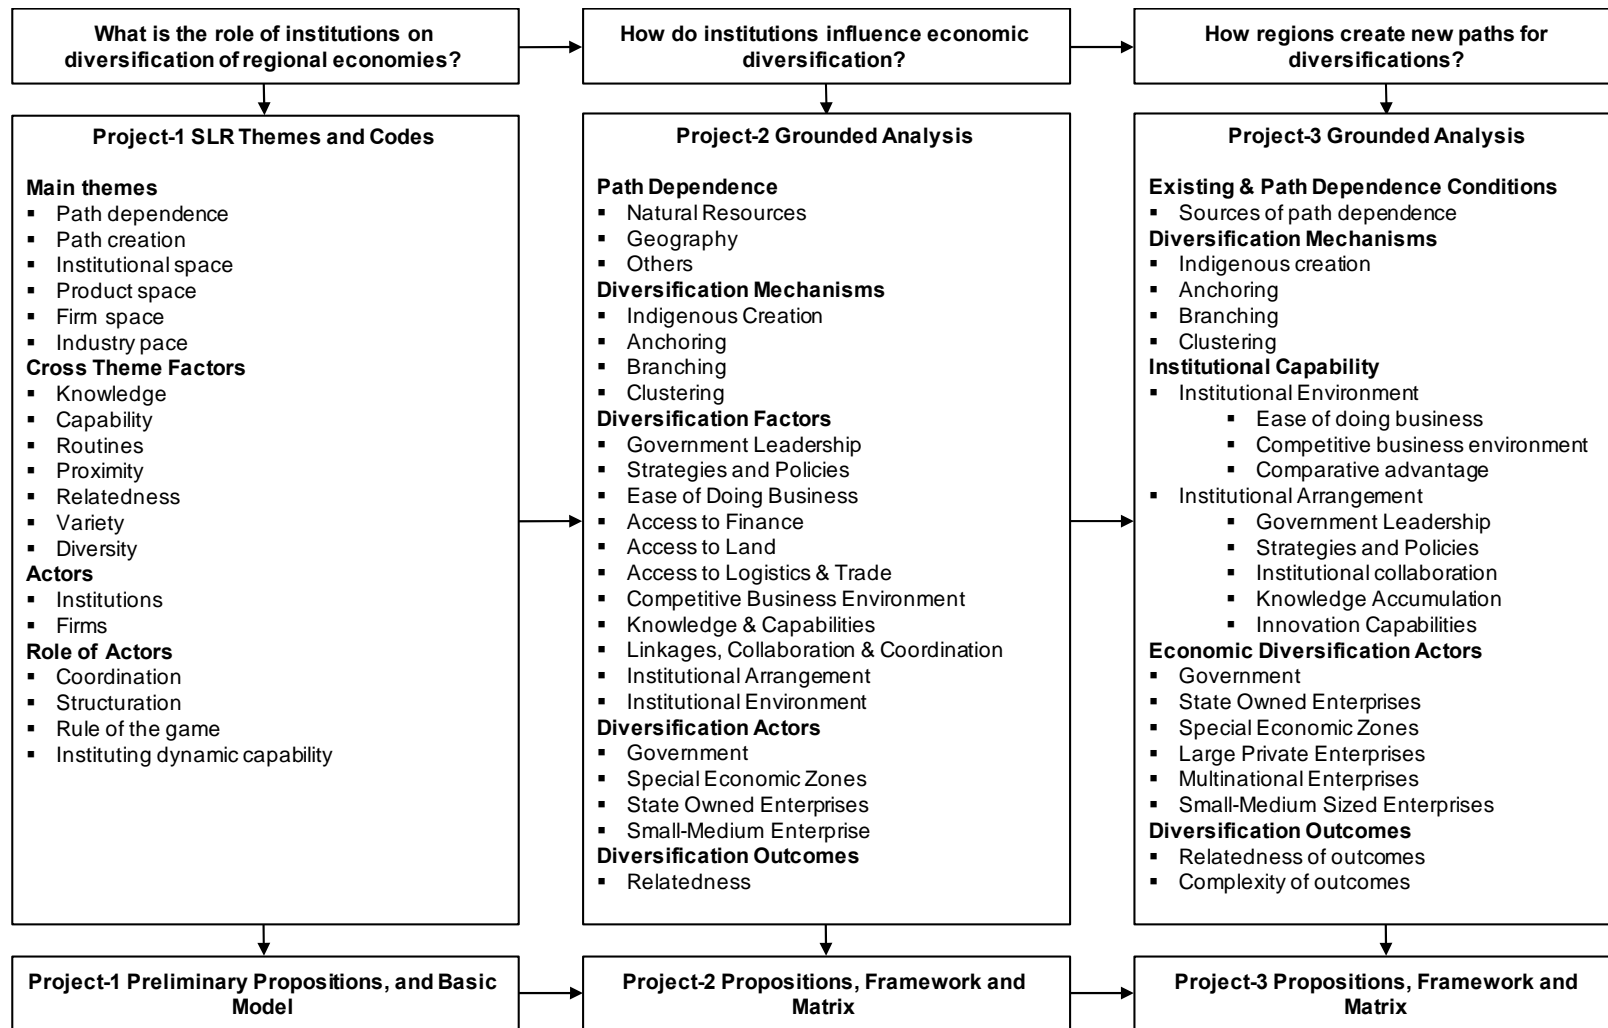 What is the role of institutions on
diversification of regional economies?
How do institutions influence economic
diversification?
How regions create new paths for
diversifications?
Project-1 SLR Themes and Codes
Main themes
▪ Path dependence
▪ Path creation
▪ Institutional space
▪ Product space
▪ Firm space
▪ Industry pace
Cross Theme Factors
▪ Knowledge
▪ Capability
▪ Routines
▪ Proximity
▪ Relatedness
▪ Variety
▪ Diversity
Actors
▪ Institutions
▪ Firms
Role of Actors
▪ Coordination
▪ Structuration
▪ Rule of the game
▪ Instituting dynamic capability
Project-2 Grounded Analysis
Path Dependence
▪ Natural Resources
▪ Geography
▪ Others
Diversification Mechanisms
▪ Indigenous Creation
▪ Anchoring
▪ Branching
▪ Clustering
Diversification Factors
▪ Government Leadership
▪ Strategies and Policies
▪ Ease of Doing Business
▪ Access to Finance
▪ Access to Land
▪ Access to Logistics & Trade
▪ Competitive Business Environment
▪ Knowledge & Capabilities
▪ Linkages, Collaboration & Coordination
▪ Institutional Arrangement
▪ Institutional Environment
Diversification Actors
▪ Government
▪ Special Economic Zones
▪ State Owned Enterprises
▪ Small-Medium Enterprise
Diversification Outcomes
▪ Relatedness
Project-3 Grounded Analysis
Existing & Path Dependence Conditions
▪ Sources of path dependence
Diversification Mechanisms
▪ Indigenous creation
▪ Anchoring
▪ Branching
▪ Clustering
Institutional Capability
▪ Institutional Environment
▪ Ease of doing business
▪ Competitive business environment
▪ Comparative advantage
▪ Institutional Arrangement
▪ Government Leadership
▪ Strategies and Policies
▪ Institutional collaboration
▪ Knowledge Accumulation
▪ Innovation Capabilities
Economic Diversification Actors
▪ Government
▪ State Owned Enterprises
▪ Special Economic Zones
▪ Large Private Enterprises
▪ Multinational Enterprises
▪ Small-Medium Sized Enterprises
Diversification Outcomes
▪ Relatedness of outcomes
▪ Complexity of outcomes
Project-1 Preliminary Propositions, and Basic
Model
Project-2 Propositions, Framework and
Matrix
Project-3 Propositions, Framework and
Matrix